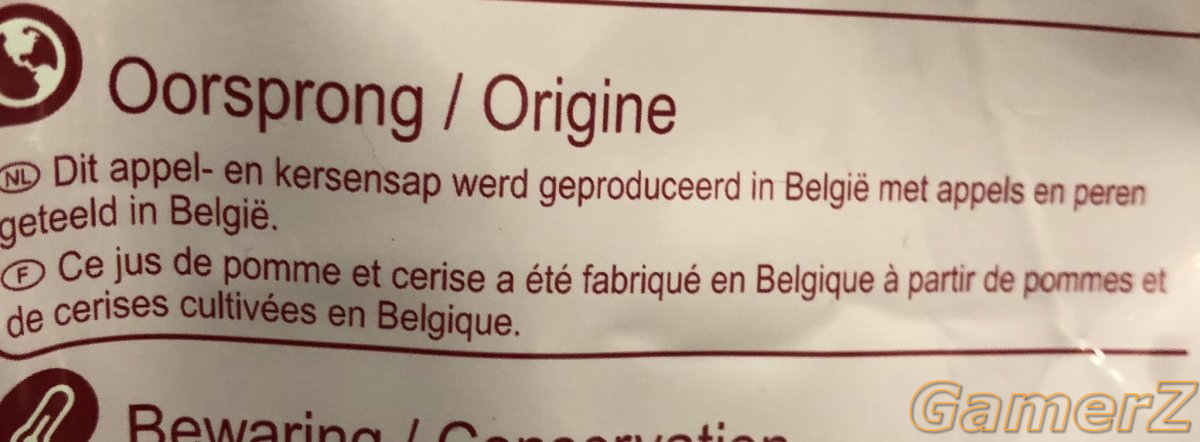 Oorsprong / Origine
NL Dit appel- en kersensap werd geproduceerd in België met appels en peren
geteeld in België.
F Ce jus de pomme et cerise a été fabriqué en Belgique à partir de pommes et
de cerises cultivées en Belgique.
Bewaring / Conservation
GamerZ